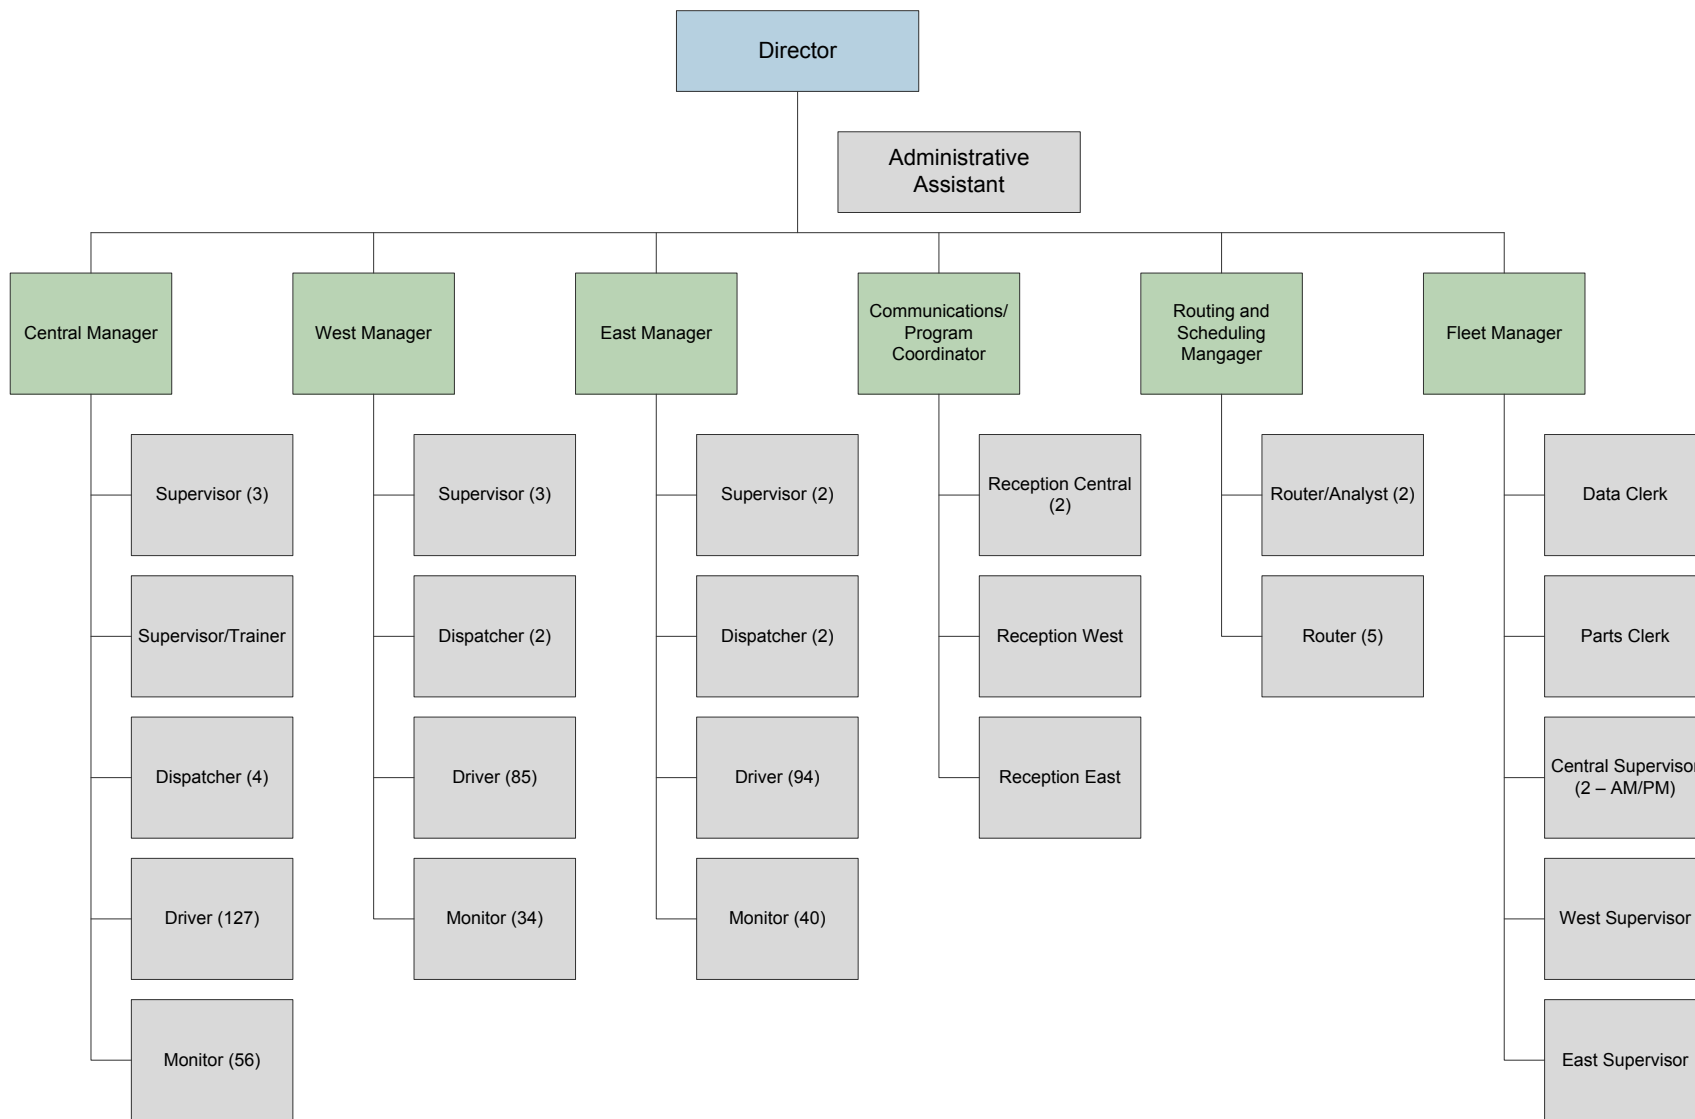 Director
Administrative
Assistant
Central Manager
West Manager
East Manager
Communications/
Program
Coordinator
Routing and
Scheduling
Mangager
Fleet Manager
Supervisor (3)
Supervisor (3)
Supervisor (2)
Reception Central
(2)
Router/Analyst (2)
Data Clerk
Supervisor/Trainer
Dispatcher (2)
Dispatcher (2)
Reception West
Router (5)
Parts Clerk
Dispatcher (4)
Driver (85)
Driver (94)
Reception East
Central Supervisor
(2 – AM/PM)
Driver (127)
Monitor (34)
Monitor (40)
West Supervisor
Monitor (56)
East Supervisor